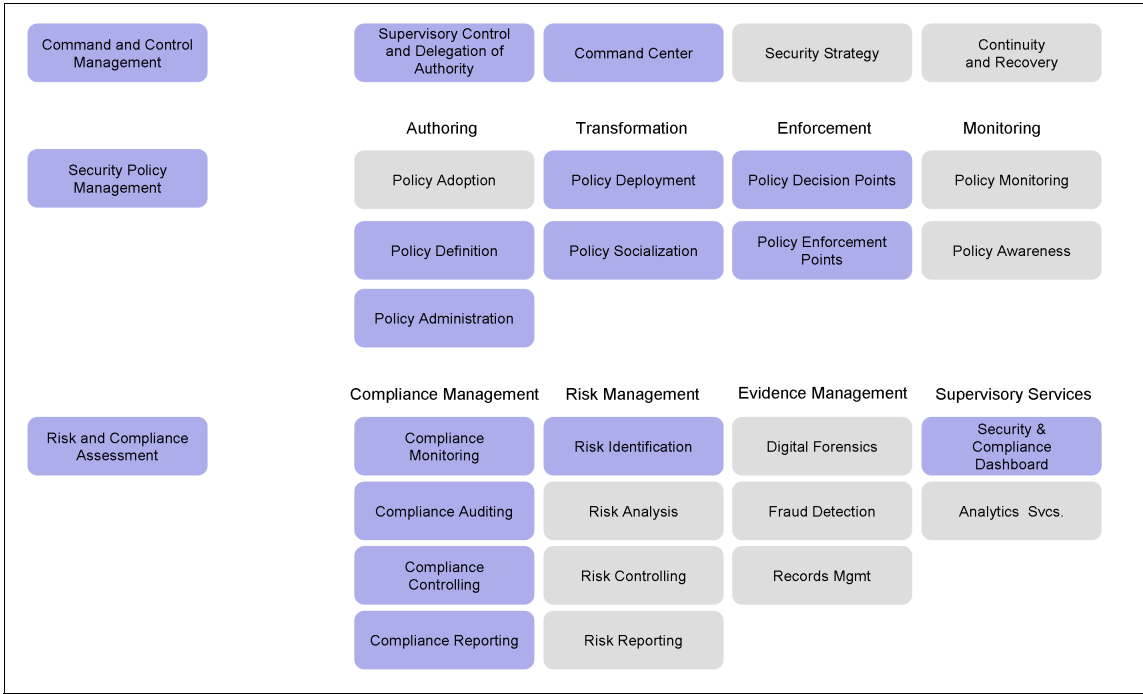 Command and Control
Management
Supervisory Control
and Delegation of
Authority
Command Center
Security Strategy
Continuity
and Recovery
Authoring
Transformation
Enforcement
Monitoring
Security Policy
Management
Policy Adoption
Policy Deployment
Policy Decision Points
Policy Monitoring
Policy Definition
Policy Socialization
Policy Enforcement
Points
Policy Awareness
Policy Administration
Compliance Management
Risk Management
Evidence Management
Supervisory Services
Risk and Compliance
Assessment
Compliance
Monitoring
Risk Identification
Digital Forensics
Security &
Compliance
Dashboard
Compliance Auditing
Risk Analysis
Fraud Detection
Analytics Svcs.
Compliance
Controlling
Risk Controlling
Records Mgmt
Compliance Reporting
Risk Reporting